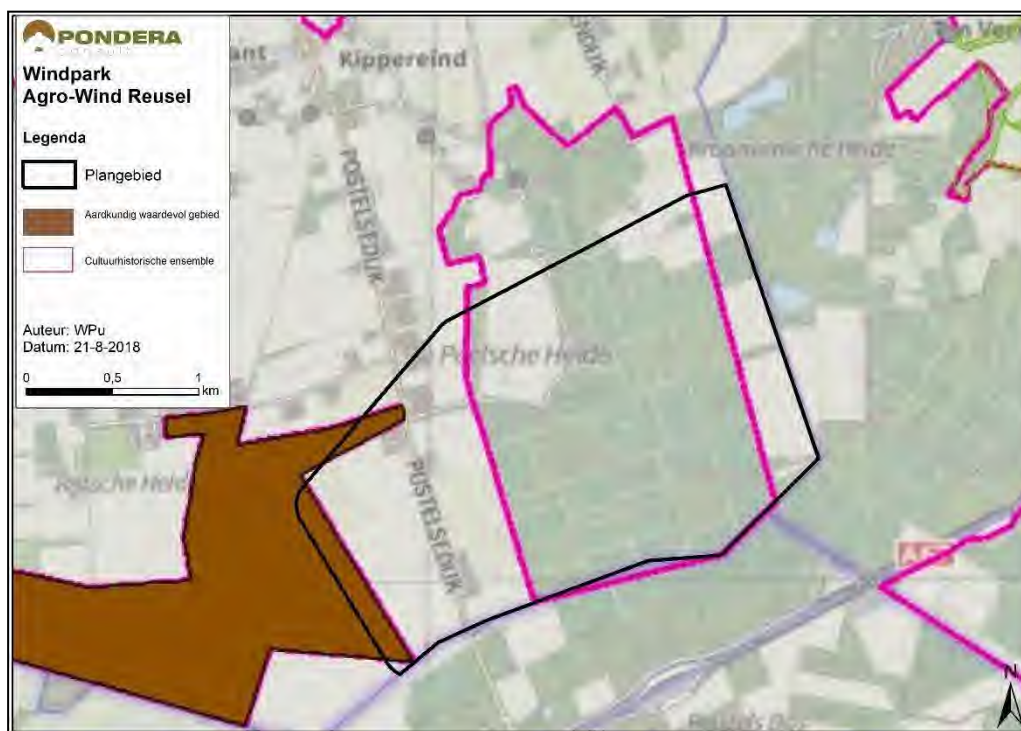 PONDERA
Windpark
Agro-Wind Reusel
Legenda
Plangebied
Aardkundig waardevol gebied
Cultuurhistorische ensemble
Auteur: WPu
Datum: 21-8-2018
0 0,5 1
km
Kippereind
POSTELSEDIJK
Heide
POSTELSEDIJK
N